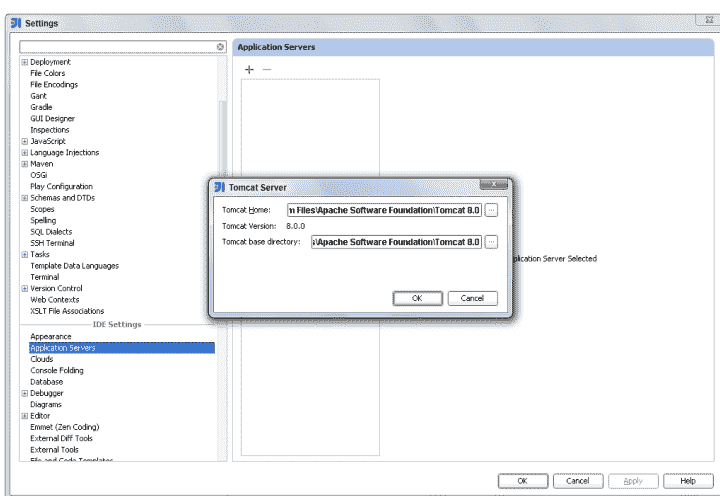 Settings
Application Servers
Deployment
File Colors
File Encodings
Gant
Gradle
GUI Designer
Inspections
JavaScript
Language Injections
Maven
OSGi
Play Configuration
Schemas and DTDs
Scopes
Spelling
SQL Dialects
SSH Terminal
Tasks
Template Data Languages
Terminal
Version Control
Web Contexts
XSLT File Associations
IDE Settings
Appearance
Application Servers
Clouds
Console Folding
Database
Debugger
Diagrams
Editor
Emmet (Zen Coding)
External Diff Tools
External Tools
File and Code Templates
Tomcat Server
Tomcat Home: n Files\Apache Software Foundation\Tomcat 8.0 ...
Tomcat Version: 8.0.0
Tomcat base directory: s\Apache Software Foundation\Tomcat 8.0 ...
OK Cancel
plication Server Selected
OK Cancel Apply Help